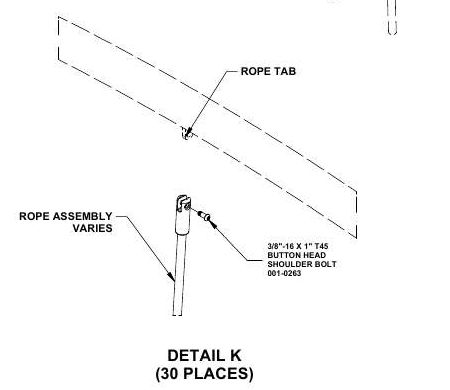 ROPE TAB
ROPE ASSEMBLY
VARIES
3/8"-16 X 1" T45
BUTTON HEAD
SHOULDER BOLT
001-0263
DETAIL K
(30 PLACES)